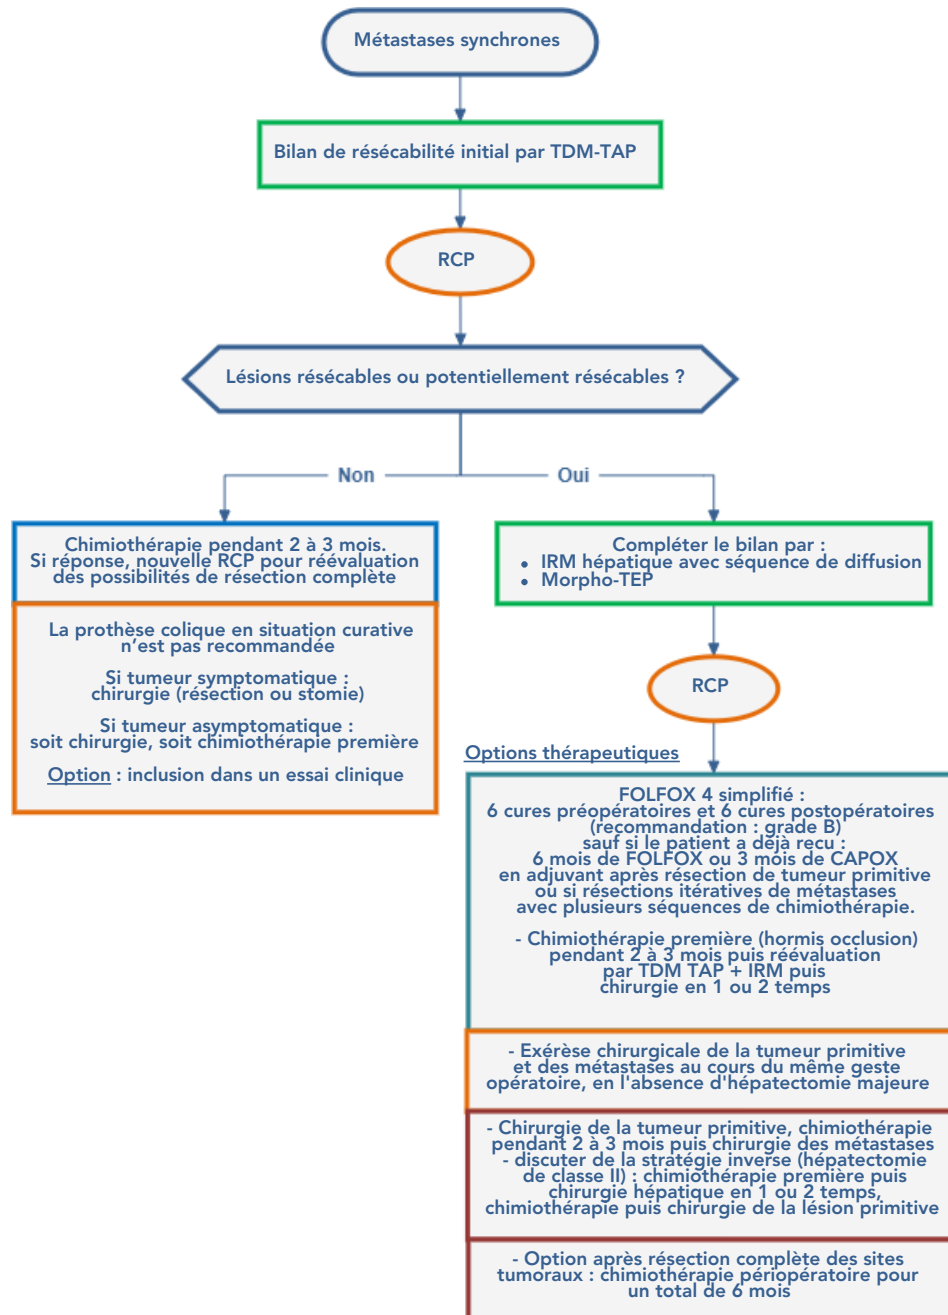 Métastases synchrones
Bilan de résécabilité initial par TDM-TAP
RCP
Lésions résécables ou potentiellement résécables ?
Non
Oui
Chimiothérapie pendant 2 à 3 mois.
Si réponse, nouvelle RCP pour réévaluation
des possibilités de résection complète
La prothèse colique en situation curative
n'est pas recommandée
Si tumeur symptomatique :
chirurgie (résection ou stomie)
Si tumeur asymptomatique :
soit chirurgie, soit chimiothérapie première
Option : inclusion dans un essai clinique
Compléter le bilan par :
• IRM hépatique avec séquence de diffusion
• Morpho-TEP
RCP
Options thérapeutiques
FOLFOX 4 simplifié :
6 cures préopératoires et 6 cures postopératoires
(recommandation : grade B)
sauf si le patient a déjà recu :
6 mois de FOLFOX ou 3 mois de CAPOX
en adjuvant après résection de tumeur primitive
ou si résections itératives de métastases
avec plusieurs séquences de chimiothérapie.
- Chimiothérapie première (hormis occlusion)
pendant 2 à 3 mois puis réévaluation
par TDM TAP + IRM puis
chirurgie en 1 ou 2 temps
- Exérèse chirurgicale de la tumeur primitive
et des métastases au cours du même geste
opératoire, en l'absence d'hépatectomie majeure
- Chirurgie de la tumeur primitive, chimiothérapie
pendant 2 à 3 mois puis chirurgie des métastases
- discuter de la stratégie inverse (hépatectomie
de classe II) : chimiothérapie première puis
chirurgie hépatique en 1 ou 2 temps,
chimiothérapie puis chirurgie de la lésion primitive
- Option après résection complète des sites
tumoraux : chimiothérapie périopératoire pour
un total de 6 mois